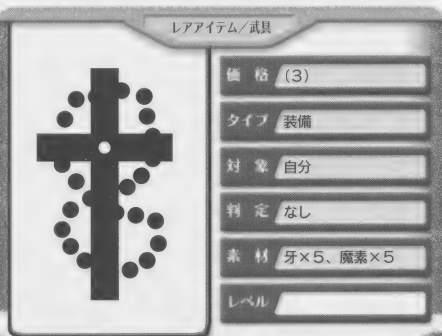 レアアイテム／武具
価格 (3)
タイプ 装備
対象 自分
判定 なし
素材 牙×5、魔素×5
レベル